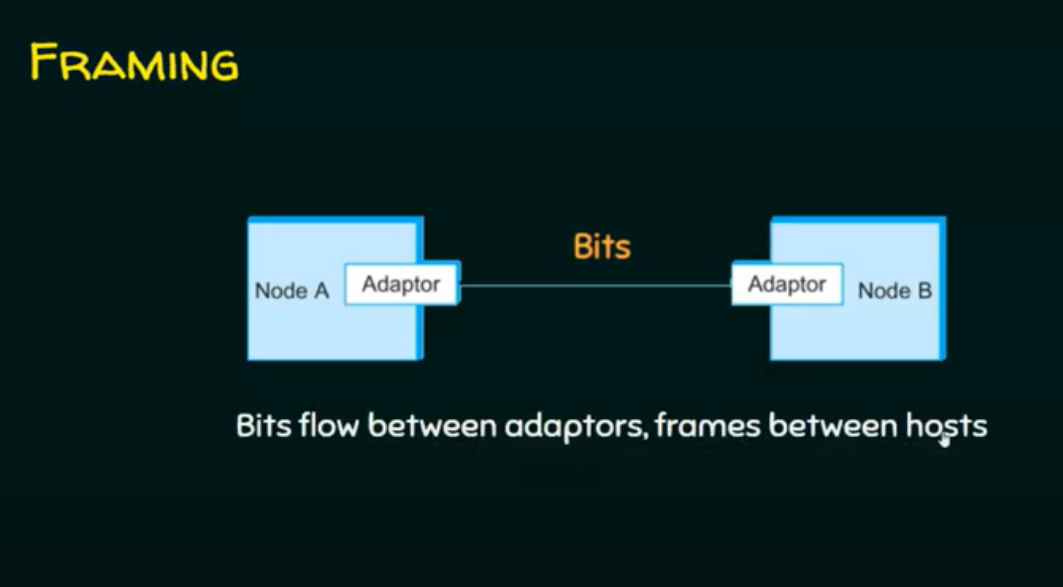 FRAMING
Bits
Node A
Adaptor
Adaptor
Node B
Bits flow between adaptors, frames between hosts